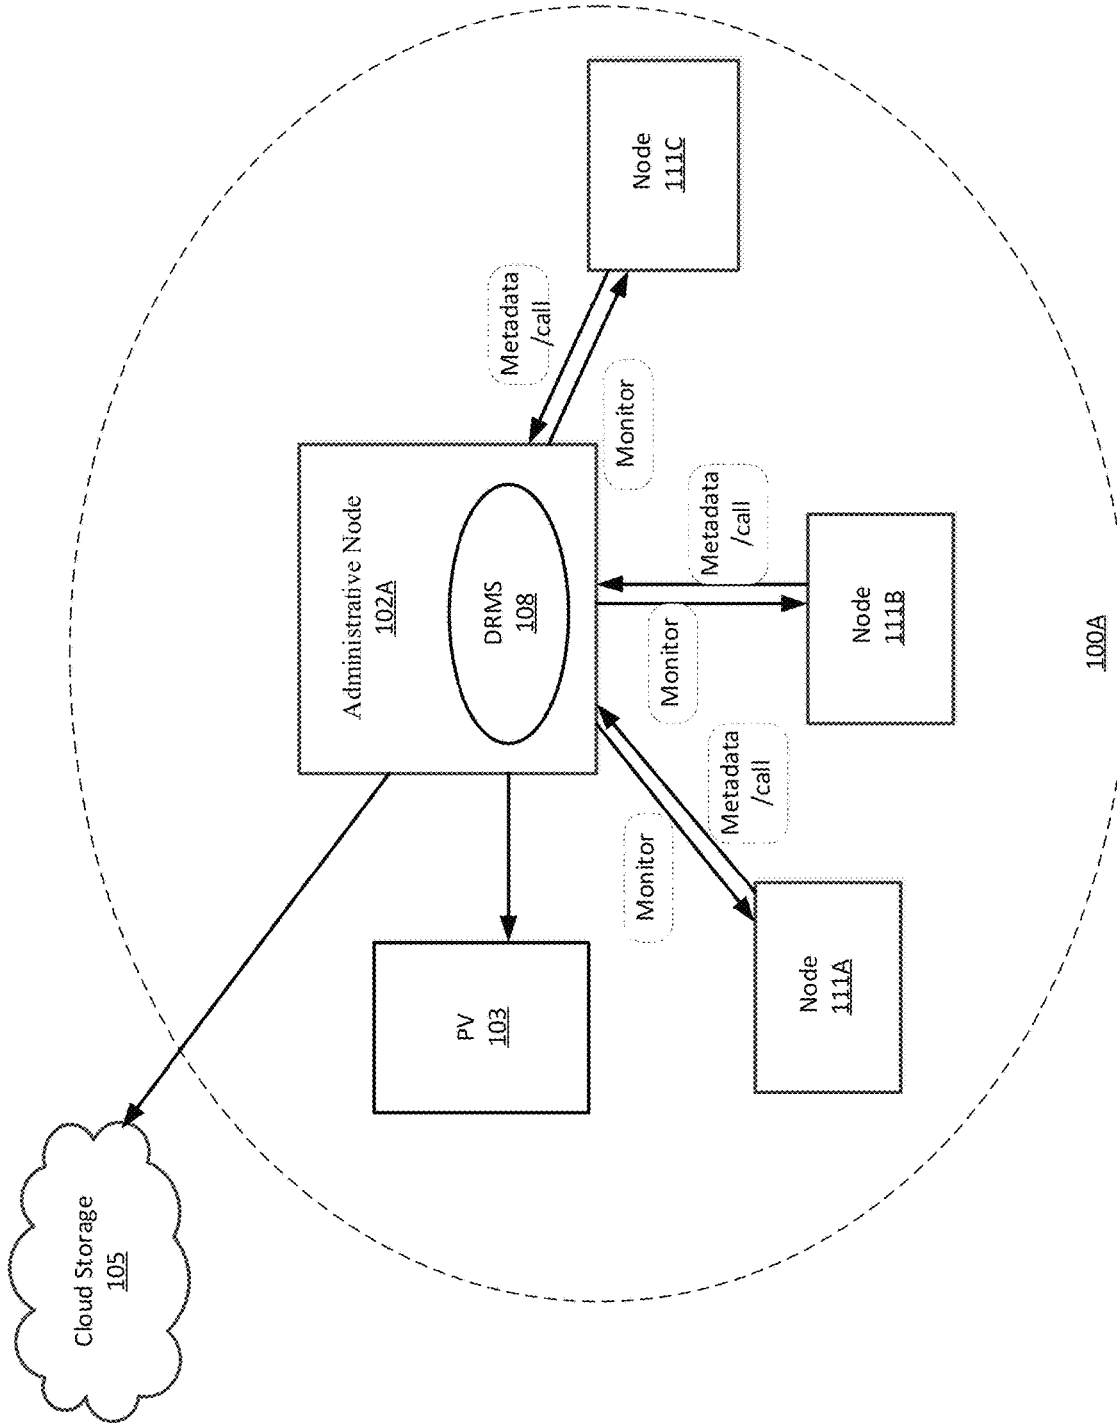 Cloud Storage
105
Administrative Node
102A
DRMS
108
PV
103
Metadata
/call
Monitor
Node
111C
Monitor
Metadata
/call
Monitor
Metadata
/call
Node
111B
Node
111A
100A